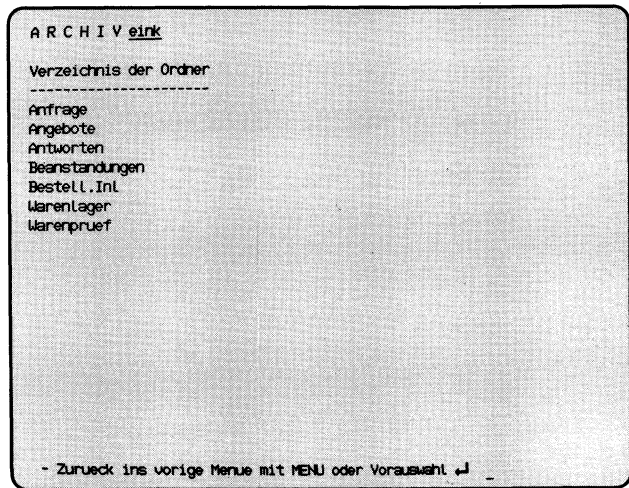 A R C H I V eink
Verzeichnis der Ordner
----------------------
Anfrage
Angebote
Antworten
Beanstandungen
Bestell.Inl
Warenlager
Warenpruef
- Zurueck ins vorige Menue mit MENU oder Vorauswahl ↵ _